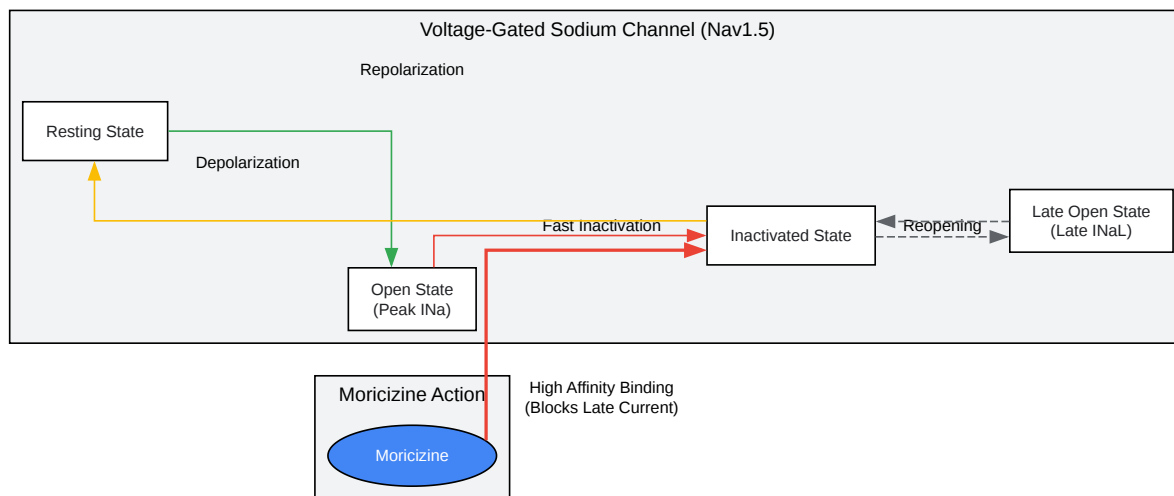 Voltage-Gated Sodium Channel (Nav1.5)
Repolarization
Resting State
Depolarization
Fast Inactivation
Inactivated State
Reopening
Late Open State
(Late INaL)
Open State
(Peak INa)
Moricizine Action
High Affinity Binding
(Blocks Late Current)
Moricizine